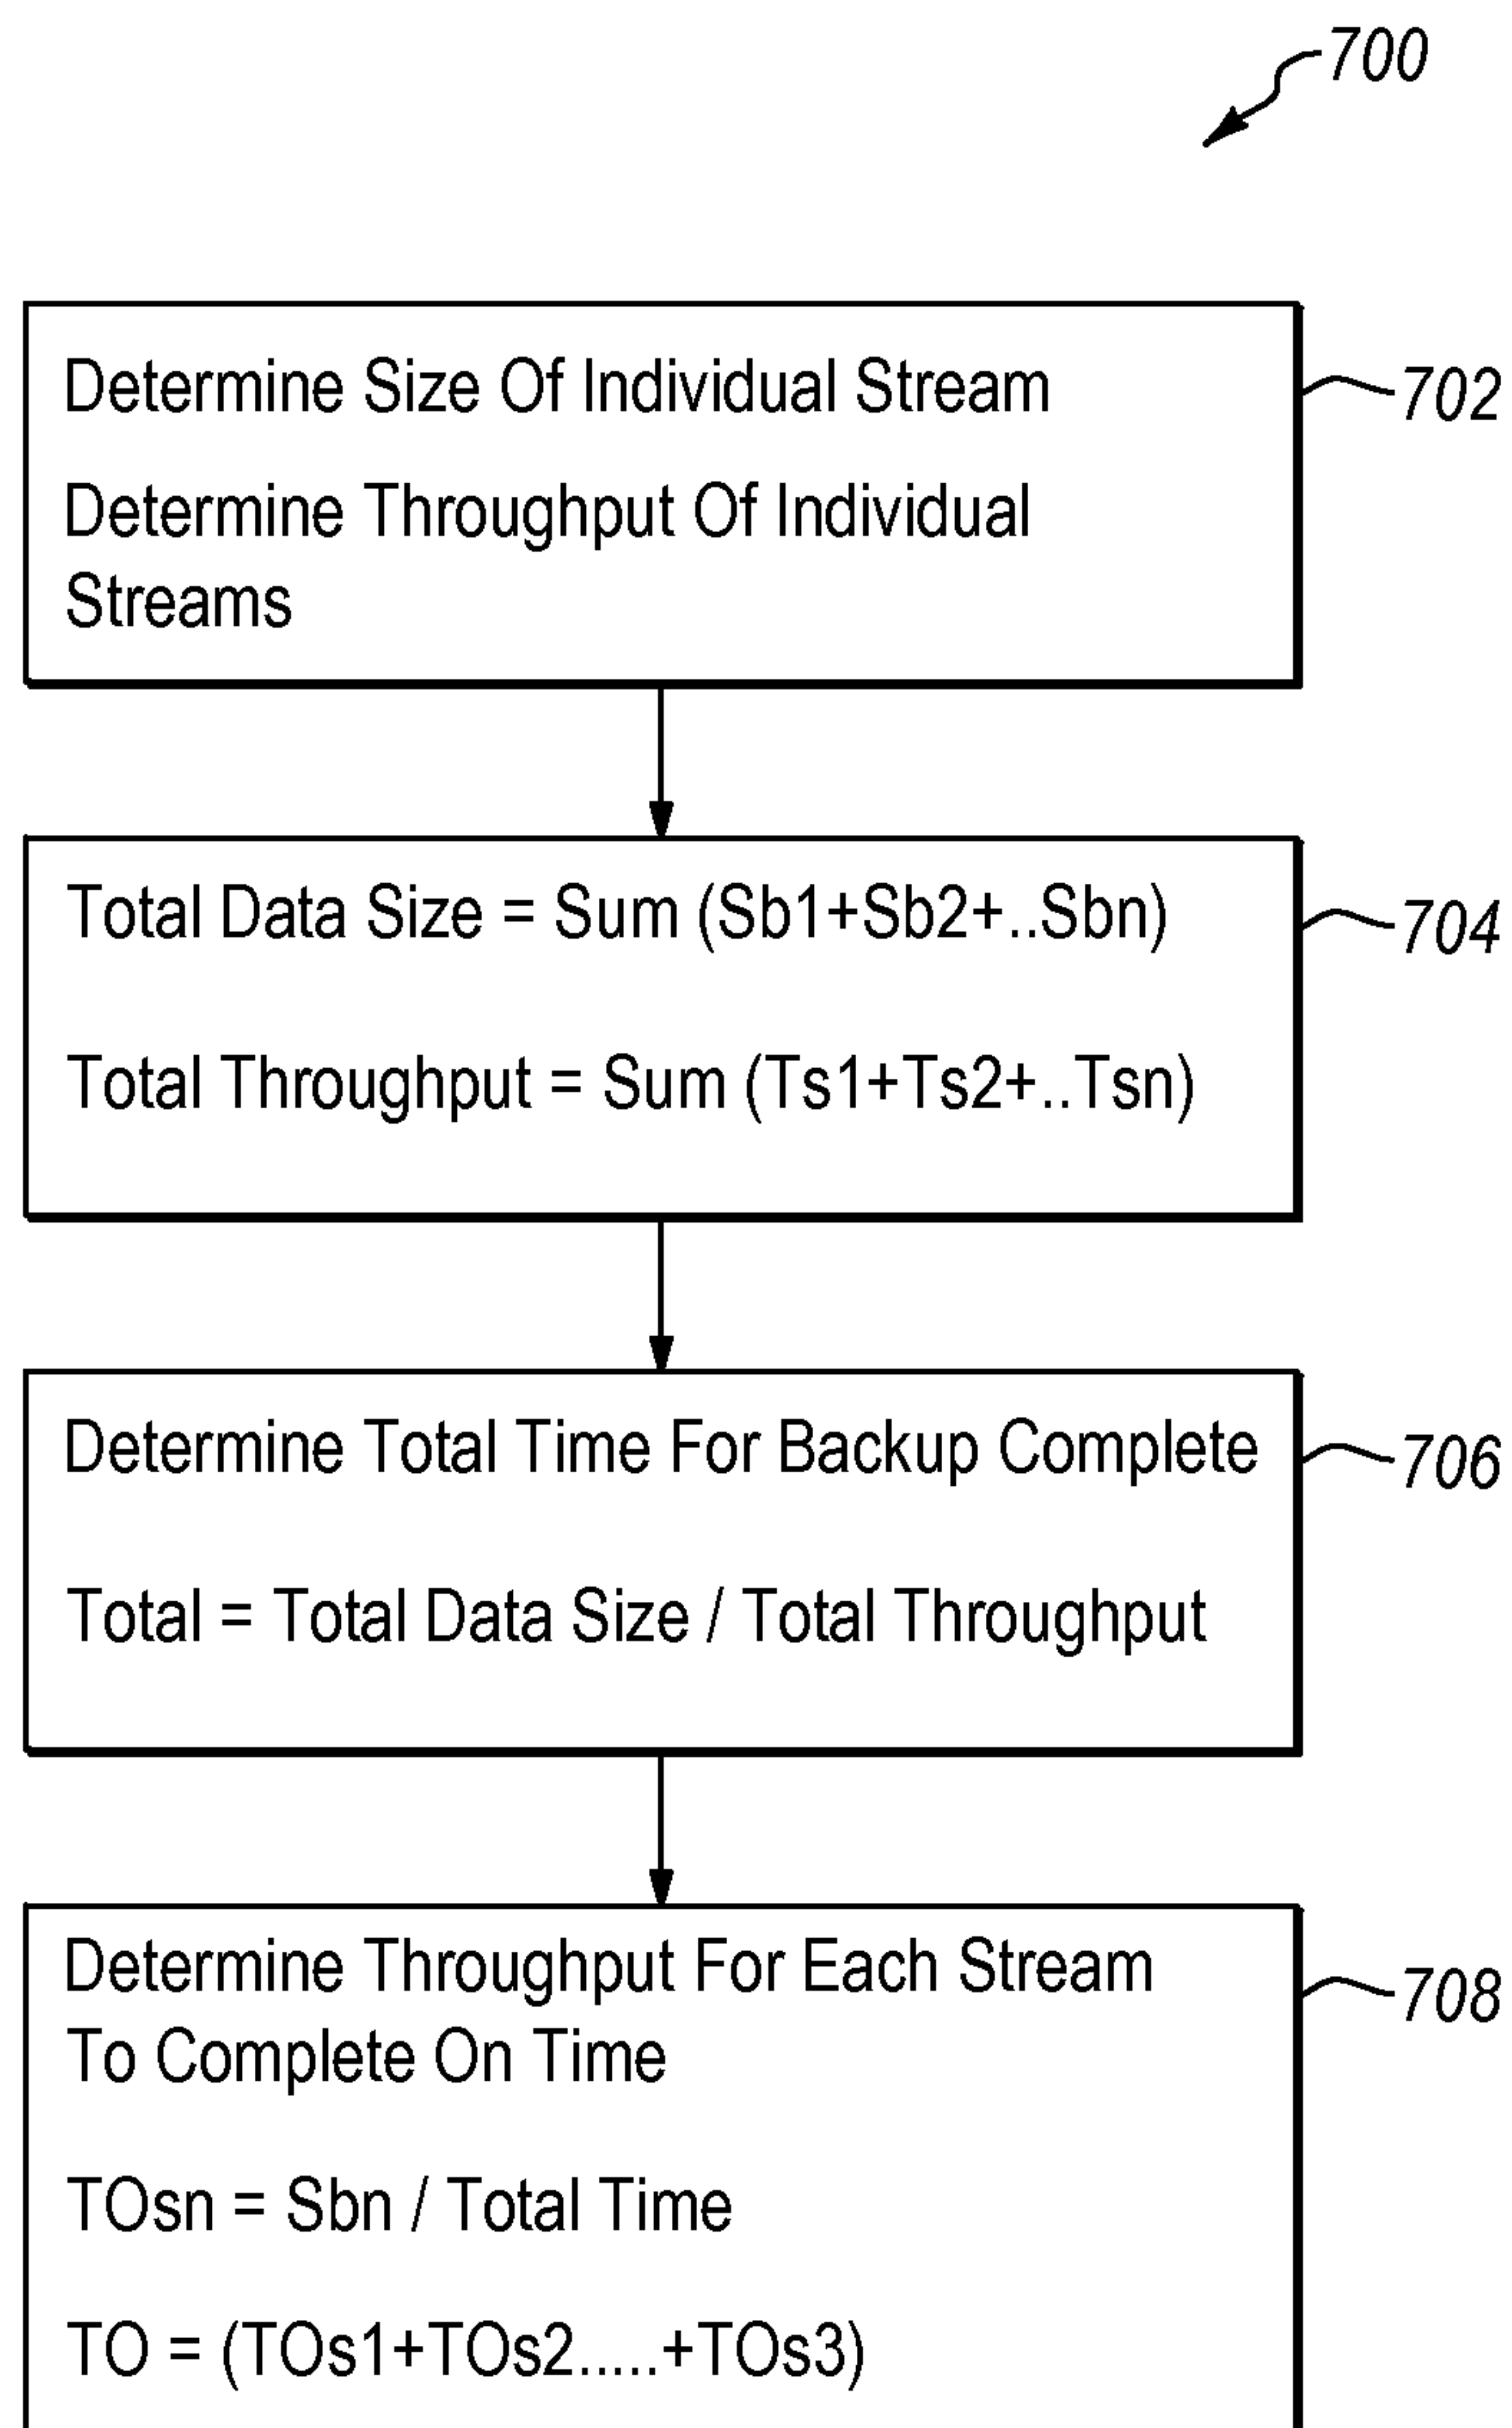 700
Determine Size Of Individual Stream
702
Determine Throughput Of Individual
Streams
Total Data Size = Sum (Sb1+Sb2+..Sbn)
704
Total Throughput = Sum (Ts1+Ts2+..Tsn)
Determine Total Time For Backup Complete
706
Total = Total Data Size / Total Throughput
Determine Throughput For Each Stream
708
To Complete On Time
TOsn = Sbn / Total Time
TO = (TOs1+TOs2.....+TOs3)